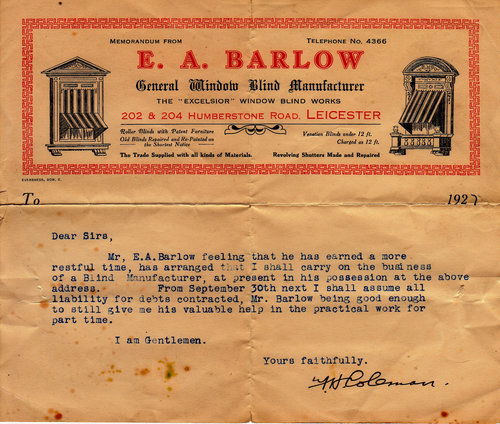 MEMORANDUM FROM TELEPHONE NO. 4366
E. A. BARLOW
General Window Blind Manufacturer
THE "EXCELSIOR" WINDOW BLIND WORKS
202 & 204 HUMBERSTONE ROAD, LEICESTER
Roller Blinds with Patent Furniture
Old Blinds Repaired and Re-Painted on
the Shortest Notice
Venetian Blinds under 12 ft.
Charged as 12 ft.
The Trade Supplied with all kinds of Materials. Revolving Shutters Made and Repaired
To 1927
Dear Sirs,
Mr, E.A.Barlow feeling that he has earned a more
restful time, has arranged that I shall carry on the business
of a Blind Manufacturer, at present in his possession at the above
address. From September 30th next I shall assume all
liability for debts contracted, Mr. Barlow being good enough
to still give me his valuable help in the practical work for
part time.
I am Gentlemen.
Yours faithfully.
Coleman.